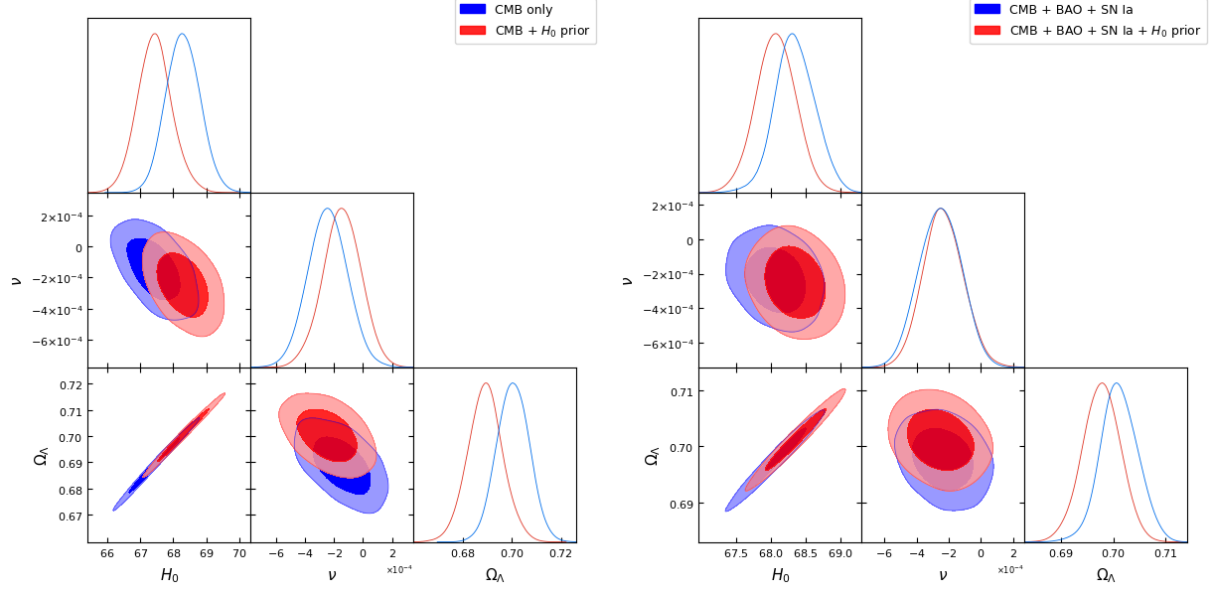 CMB only
CMB + H₀ prior
2×10⁻⁴
0
−2×10⁻⁴
−4×10⁻⁴
−6×10⁻⁴
ν
0.72
0.71
0.70
0.69
0.68
0.67
Ω_Λ
66 67 68 69 70
−6 −4 −2 0 2
×10⁻⁴
0.68 0.70 0.72
H₀ ν Ω_Λ
CMB + BAO + SN Ia
CMB + BAO + SN Ia + H₀ prior
2×10⁻⁴
0
−2×10⁻⁴
−4×10⁻⁴
−6×10⁻⁴
ν
0.71
0.70
0.69
Ω_Λ
67.5 68.0 68.5 69.0
−6 −4 −2 0 2
×10⁻⁴
0.69 0.70 0.71
H₀ ν Ω_Λ